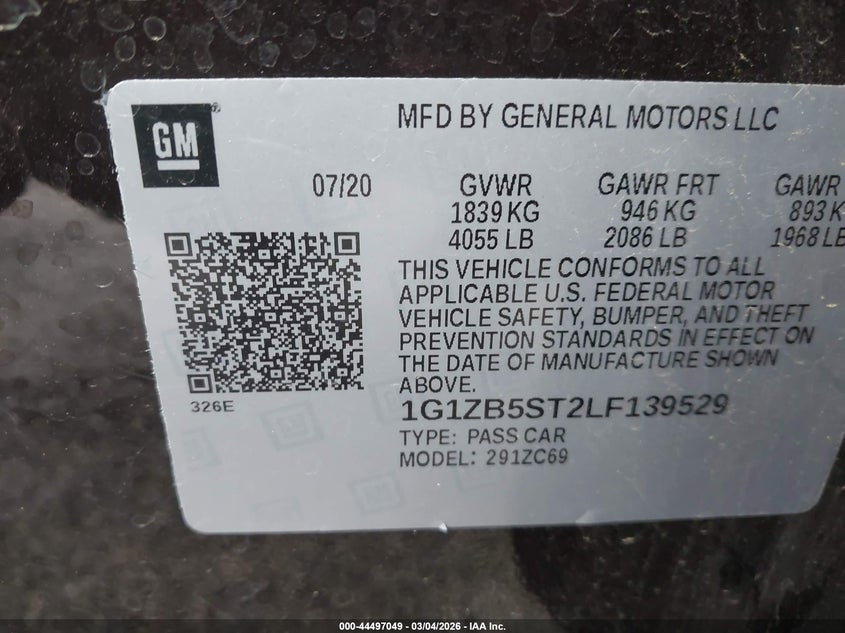 GM
MFD BY GENERAL MOTORS LLC
07/20 GVWR GAWR FRT GAWR
1839 KG 946 KG 893 K
4055 LB 2086 LB 1968 LB
THIS VEHICLE CONFORMS TO ALL
APPLICABLE U.S. FEDERAL MOTOR
VEHICLE SAFETY, BUMPER, AND THEFT
PREVENTION STANDARDS IN EFFECT ON
THE DATE OF MANUFACTURE SHOWN
ABOVE.
326E
1G1ZB5ST2LF139529
TYPE: PASS CAR
MODEL: 291ZC69
000-44497049 — 03/04/2026 - IAA Inc.